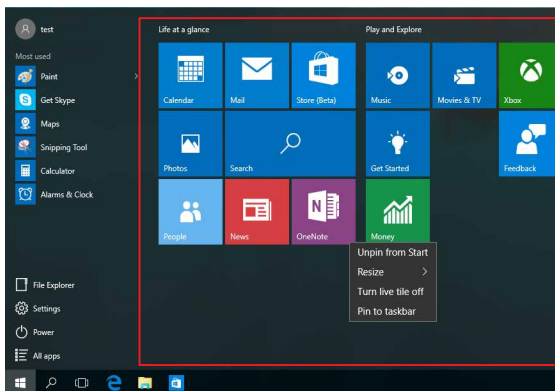 test
Most used
Paint
Get Skype
Maps
Snipping Tool
Calculator
Alarms & Clock
File Explorer
Settings
Power
All apps
Life at a glance
Calendar
Mail
Store (Beta)
Photos
Search
People
News
OneNote
Play and Explore
Music
Movies & TV
Xbox
Get Started
Feedback
Money
Unpin from Start
Resize
Turn live tile off
Pin to taskbar